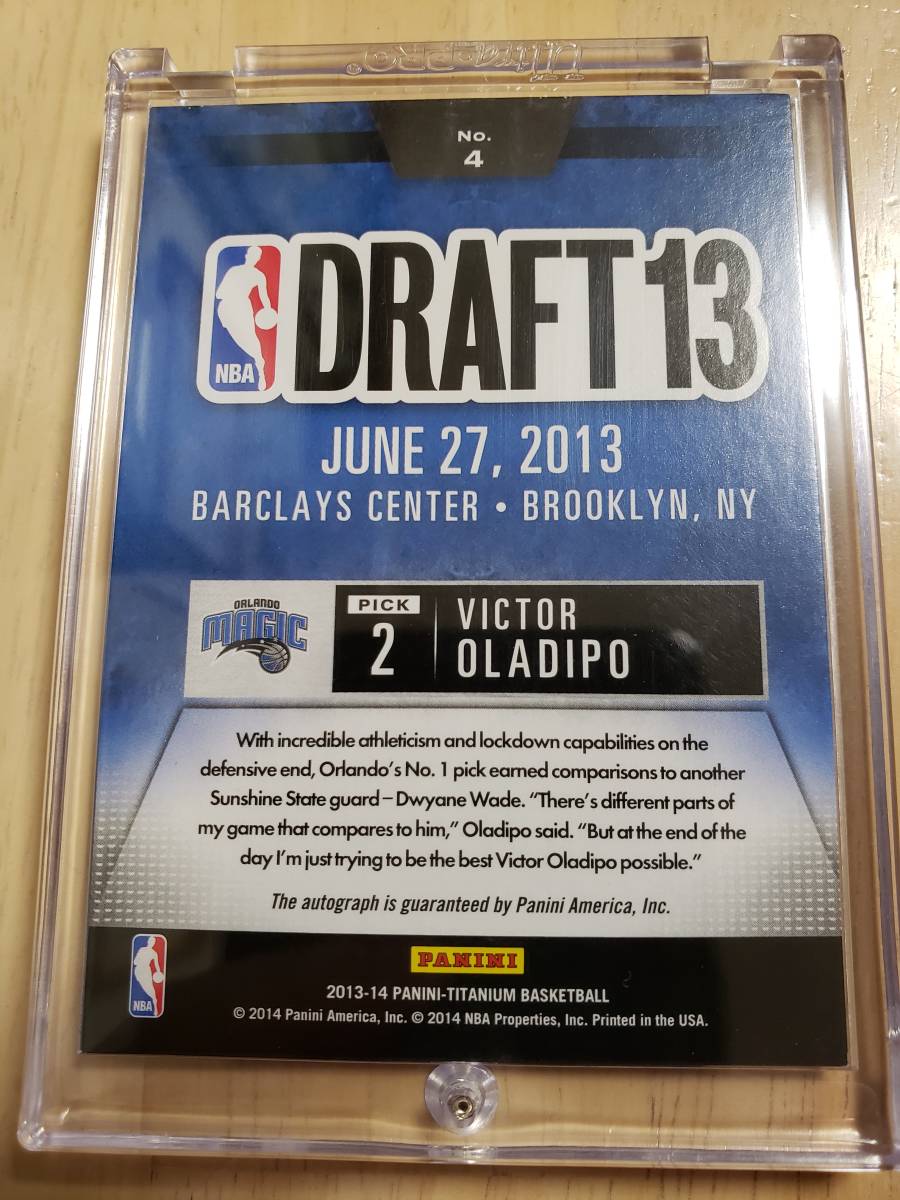 Ultra•PRO®
No.
4
NBA
DRAFT 13
JUNE 27, 2013
BARCLAYS CENTER • BROOKLYN, NY
ORLANDO
MAGIC
PICK
2
VICTOR
OLADIPO
With incredible athleticism and lockdown capabilities on the
defensive end, Orlando's No. 1 pick earned comparisons to another
Sunshine State guard – Dwyane Wade. "There's different parts of
my game that compares to him," Oladipo said. "But at the end of the
day I'm just trying to be the best Victor Oladipo possible."
The autograph is guaranteed by Panini America, Inc.
NBA
PANINI
2013-14 PANINI-TITANIUM BASKETBALL
© 2014 Panini America, Inc. © 2014 NBA Properties, Inc. Printed in the USA.